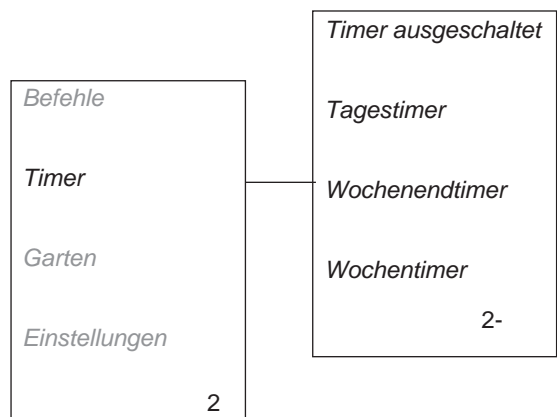 Befehle
Timer
Garten
Einstellungen
2
Timer ausgeschaltet
Tagestimer
Wochenendtimer
Wochentimer
2-